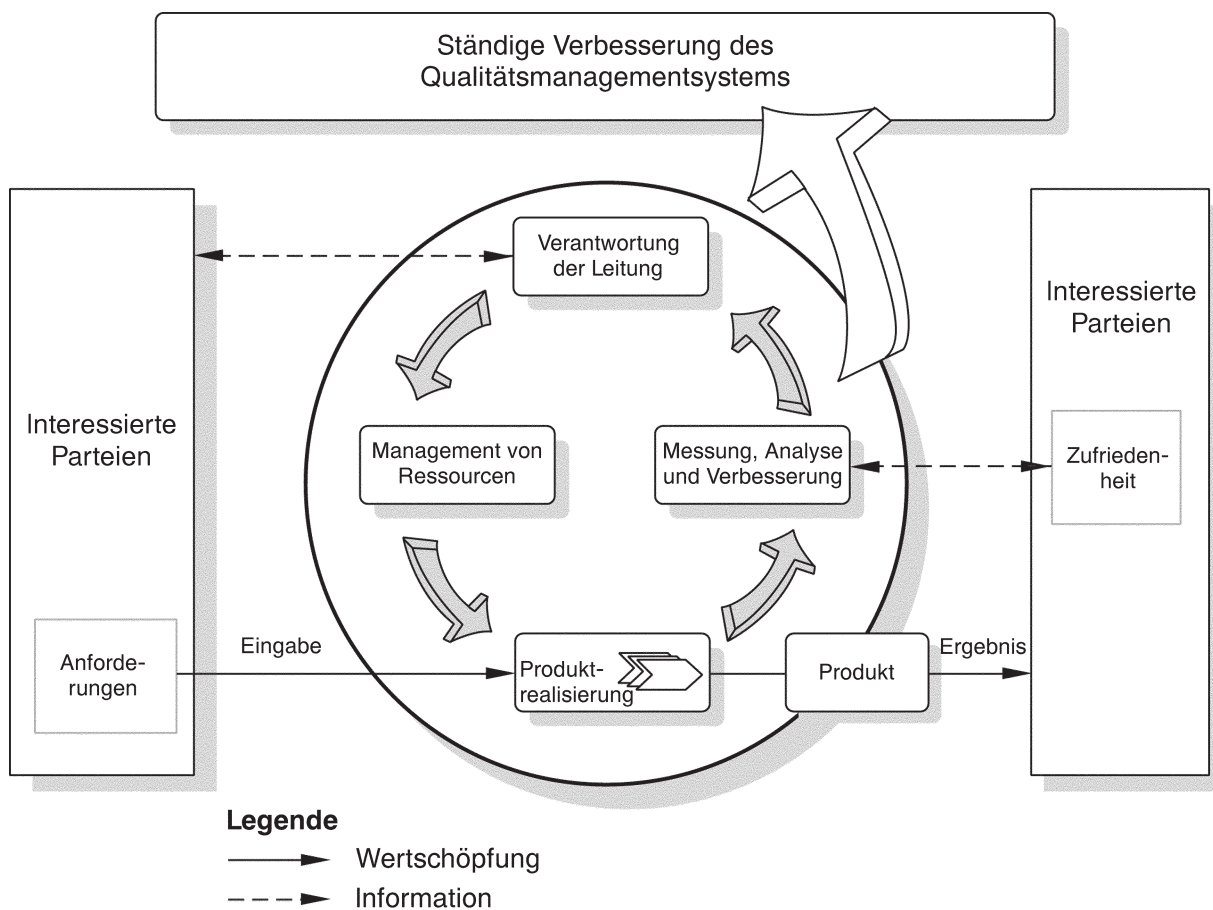 Ständige Verbesserung des
Qualitätsmanagementsystems
Verantwortung
der Leitung
Interessierte
Parteien
Interessierte
Parteien
Management von
Ressourcen
Messung, Analyse
und Verbesserung
Zufrieden-
heit
Anforde-
rungen
Eingabe
Produkt-
realisierung
Produkt
Ergebnis
Legende
Wertschöpfung
Information